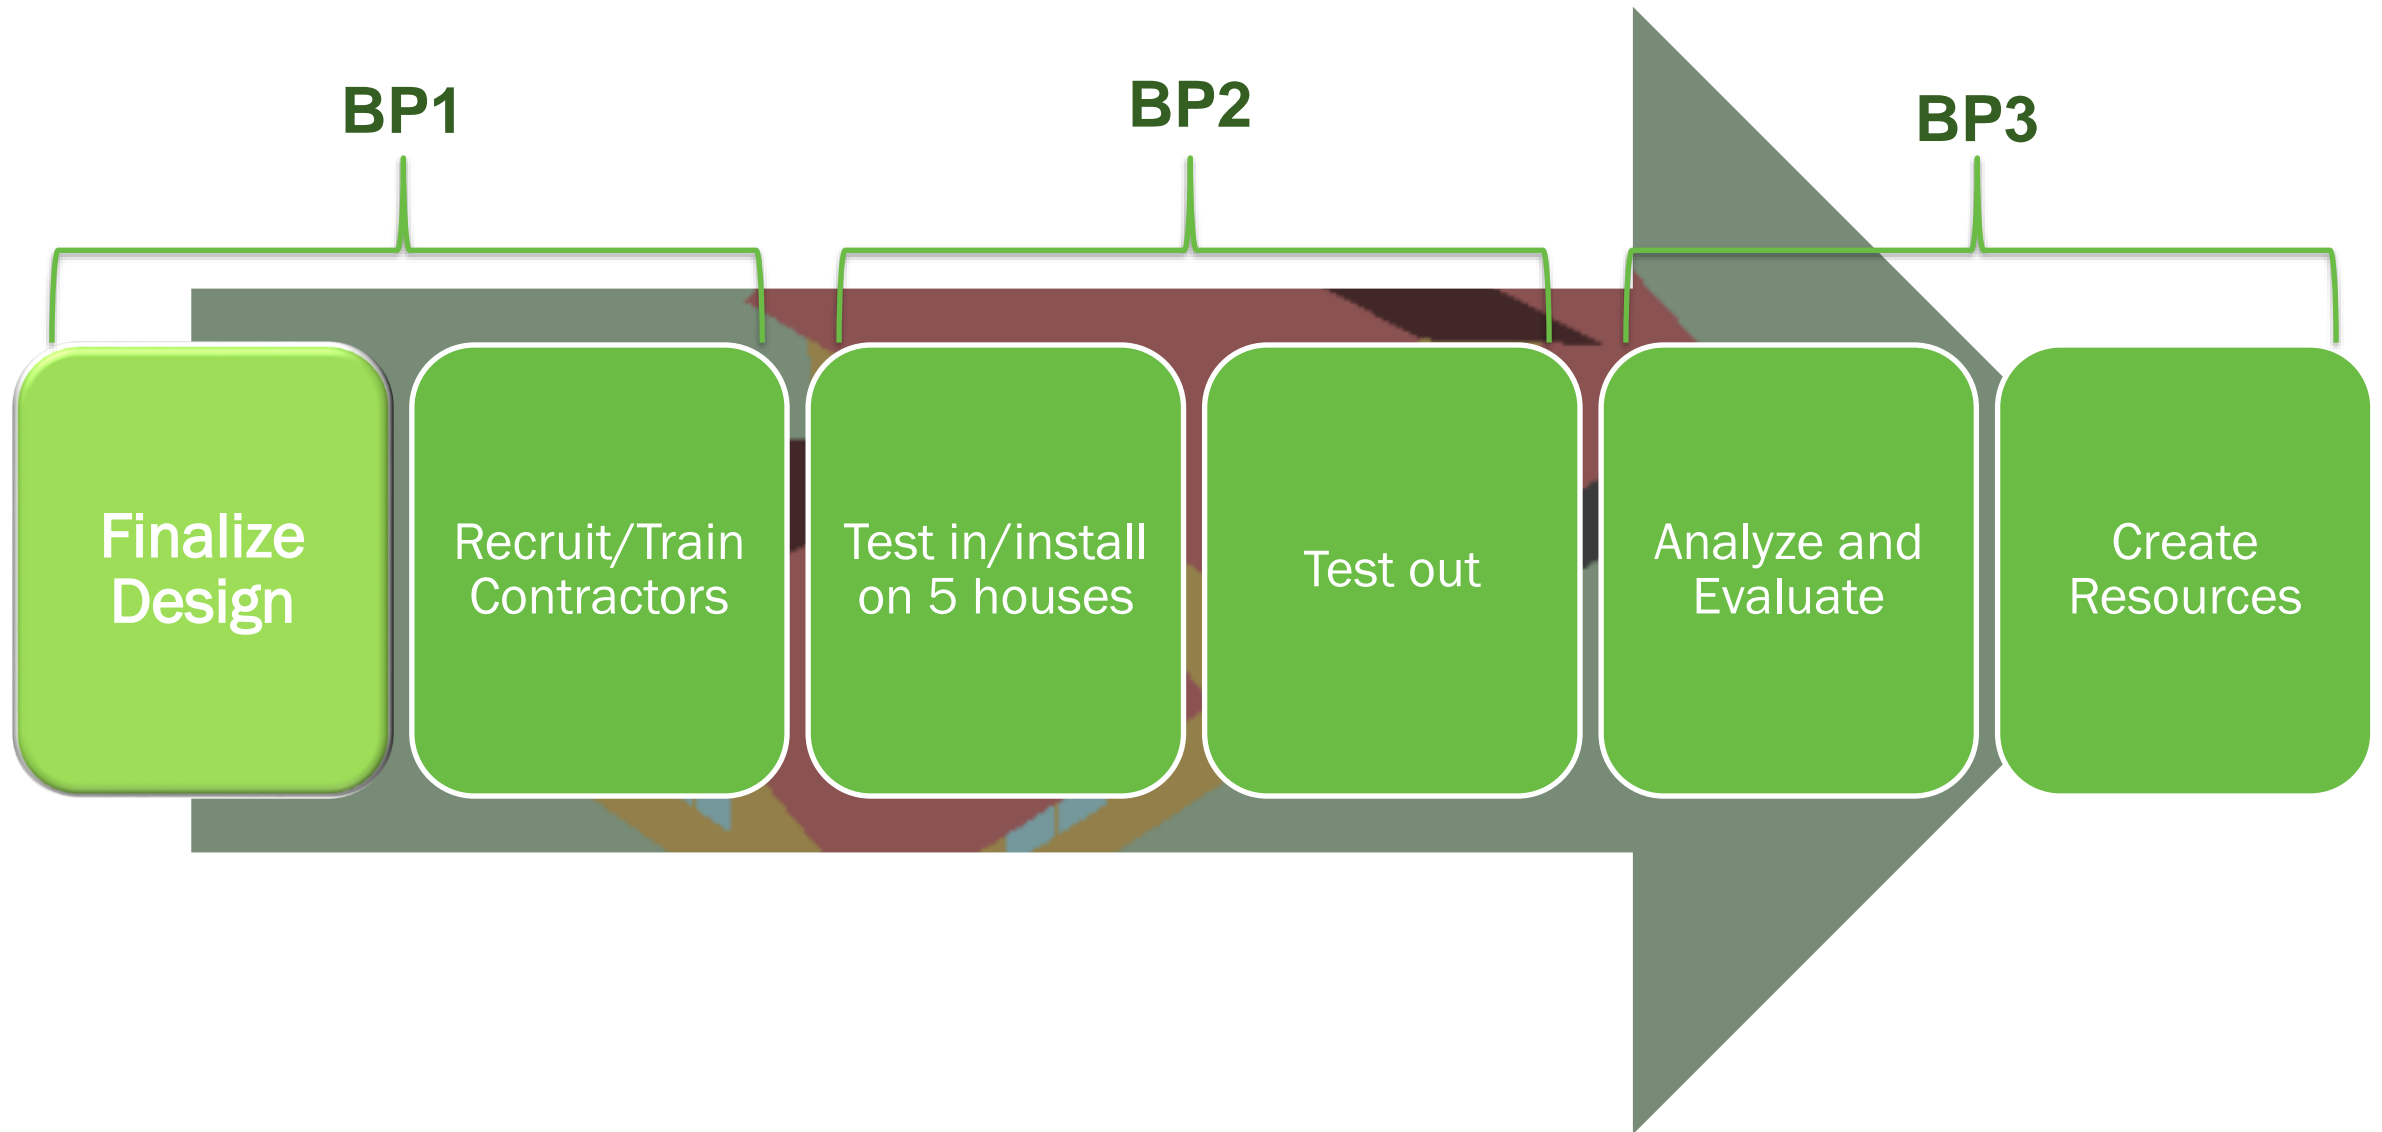 BP1
BP2
BP3
Finalize
Design
Recruit/Train
Contractors
Test in/install
on 5 houses
Test out
Analyze and
Evaluate
Create
Resources